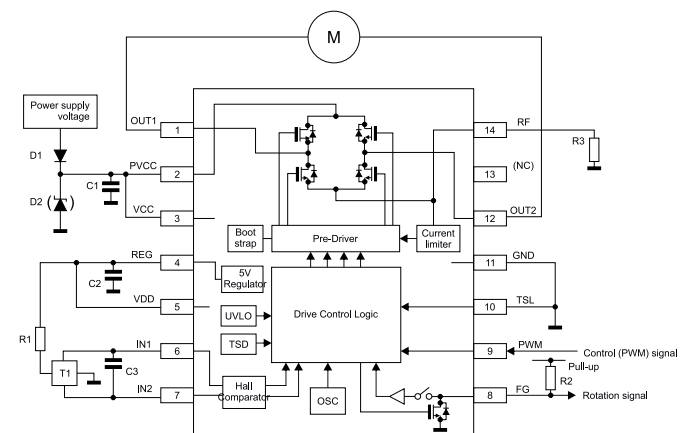 M
Power supply
voltage
OUT1
1
14
RF
D1
R3
PVCC
2
13
(NC)
C1
D2
VCC
3
12
OUT2
Boot
strap
Pre-Driver
Current
limiter
REG
4
11
GND
5V
Regulator
C2
VDD
5
10
TSL
UVLO
Drive Control Logic
R1
IN1
6
TSD
9
PWM
Control (PWM) signal
Pull-up
T1
C3
R2
IN2
7
Hall
Comparator
OSC
8
FG
Rotation signal